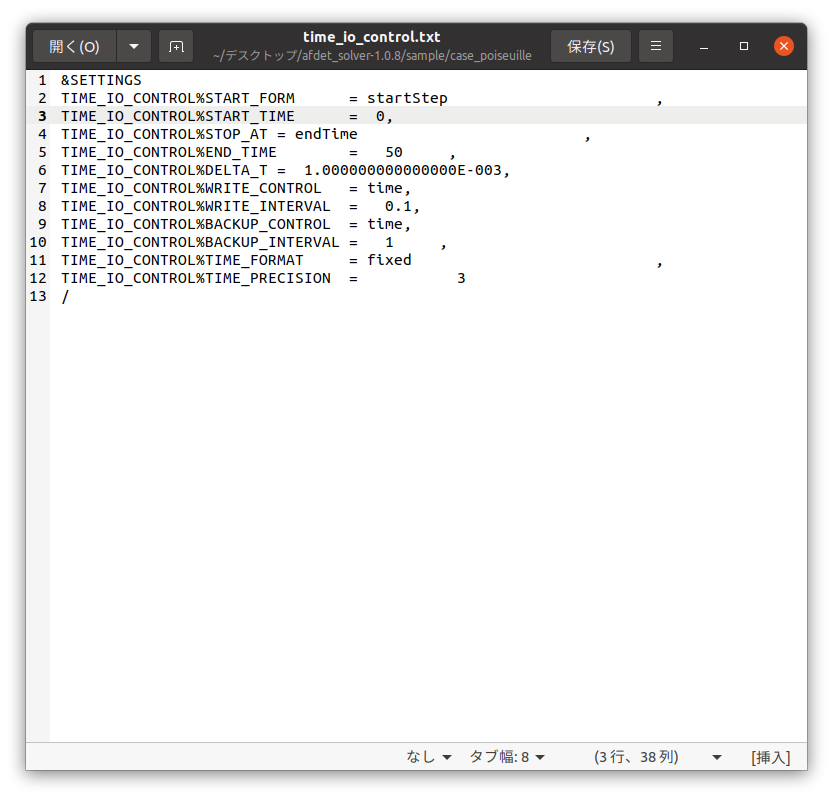 開く(O)
time_io_control.txt
~/デスクトップ/afdet_solver-1.0.8/sample/case_poiseuille
保存(S)
1 &SETTINGS
2 TIME_IO_CONTROL%START_FORM      = startStep                       ,
3 TIME_IO_CONTROL%START_TIME      =  0,
4 TIME_IO_CONTROL%STOP_AT = endTime                         ,
5 TIME_IO_CONTROL%END_TIME        =   50     ,
6 TIME_IO_CONTROL%DELTA_T =  1.000000000000000E-003,
7 TIME_IO_CONTROL%WRITE_CONTROL   = time,
8 TIME_IO_CONTROL%WRITE_INTERVAL  =   0.1,
9 TIME_IO_CONTROL%BACKUP_CONTROL  = time,
10 TIME_IO_CONTROL%BACKUP_INTERVAL =   1     ,
11 TIME_IO_CONTROL%TIME_FORMAT     = fixed                           ,
12 TIME_IO_CONTROL%TIME_PRECISION  =           3
13 /
なし タブ幅: 8 (3 行、38 列) [挿入]